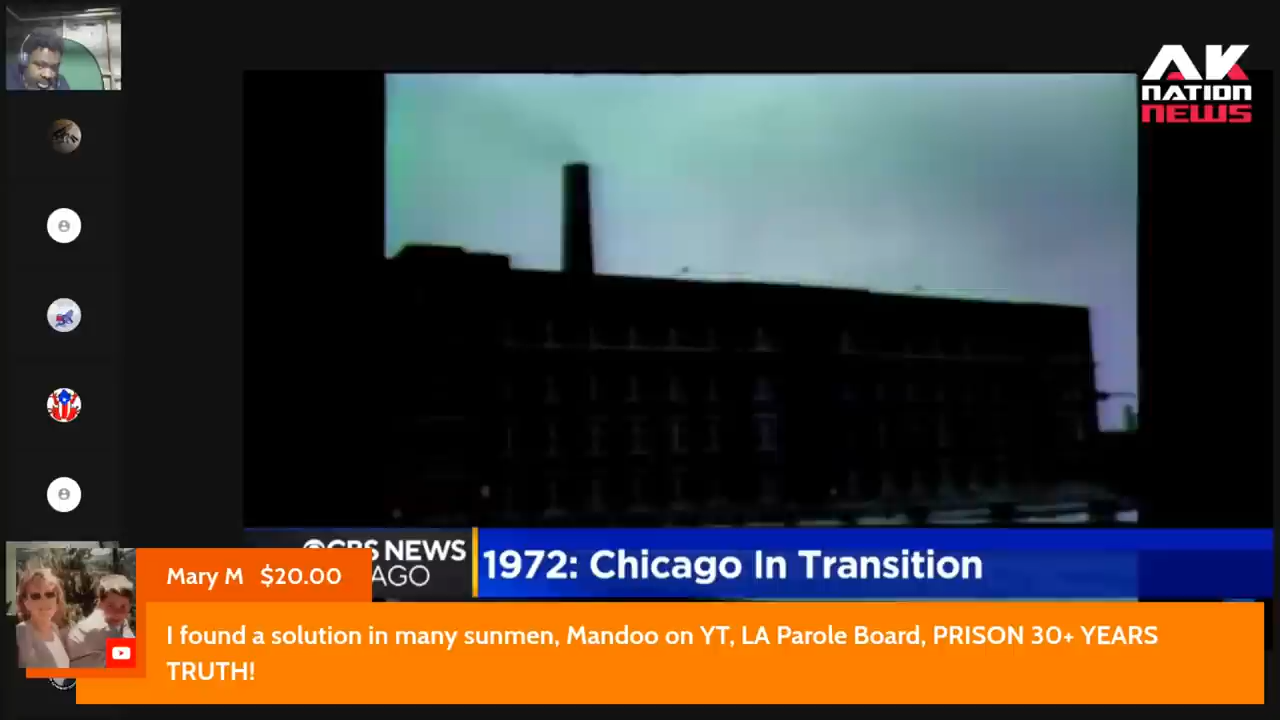 AK
NATION
NEWS
CBS NEWS
AGO
1972: Chicago In Transition
Mary M $20.00
I found a solution in many sunmen, Mandoo on YT, LA Parole Board, PRISON 30+ YEARS
TRUTH!